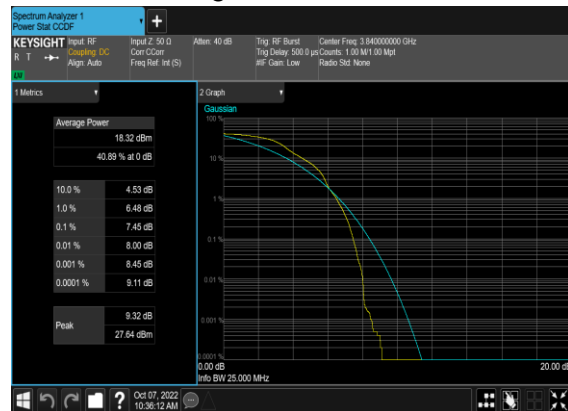 Spectrum Analyzer 1
Power Stat CCDF
KEYSIGHT Input: RF Input Z: 50 Ω Atten: 40 dB Trig: RF Burst Center Freq: 3.840000000 GHz
R T Coupling: DC Corr CCorr Trig Delay: 500.0 µs Counts: 1.00 M/1.00 Mpt
Align: Auto Freq Ref: Int (S) #IF Gain: Low Radio Std: None
1 Metrics
2 Graph
Gaussian
Average Power
18.32 dBm
40.89 % at 0 dB
10.0 % 4.53 dB
1.0 % 6.48 dB
0.1 % 7.45 dB
0.01 % 8.00 dB
0.001 % 8.45 dB
0.0001 % 9.11 dB
Peak 9.32 dB
27.64 dBm
100 %
10 %
1 %
0.1 %
0.01 %
0.001 %
0.0001 %
0.00 dB 20.00 dB
Info BW 25.000 MHz
? Oct 07, 2022
10:36:12 AM